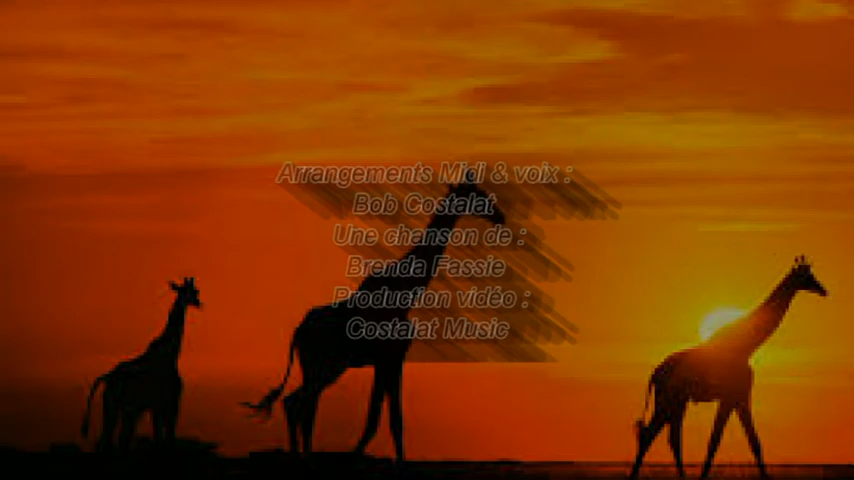 Arrangements Midi & voix :
Bob Costalat
Une chanson de :
Brenda Fassie
Production vidéo :
Costalat Music